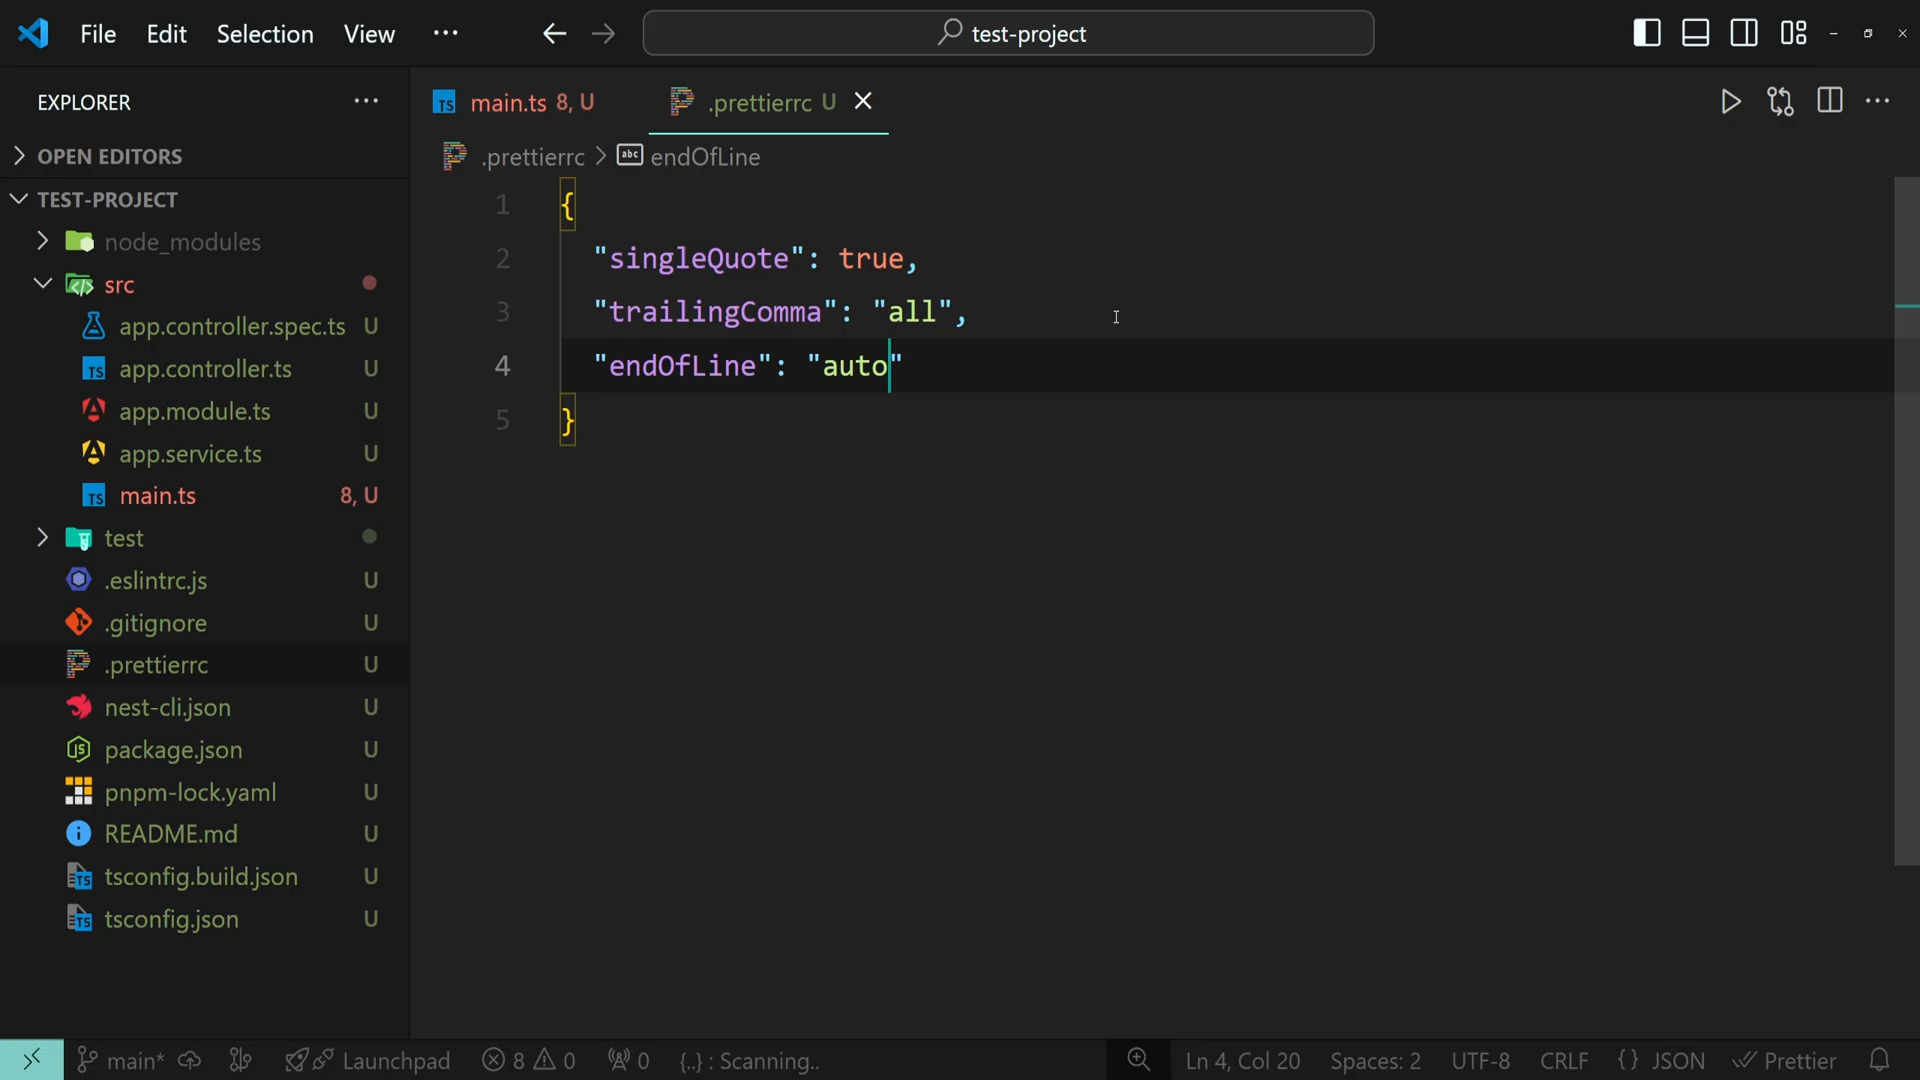 File Edit Selection View ··· test-project
EXPLORER ···
OPEN EDITORS
TEST-PROJECT
node_modules
src
app.controller.spec.ts U
app.controller.ts U
app.module.ts U
app.service.ts U
main.ts 8, U
test
.eslintrc.js U
.gitignore U
.prettierrc U
nest-cli.json U
package.json U
pnpm-lock.yaml U
README.md U
tsconfig.build.json U
tsconfig.json U
main.ts 8, U .prettierrc U
.prettierrc > abc endOfLine
1 {
2 "singleQuote": true,
3 "trailingComma": "all",
4 "endOfLine": "auto"
5 }
main* Launchpad 8 0 0 {..} : Scanning.. Ln 4, Col 20 Spaces: 2 UTF-8 CRLF {} JSON Prettier